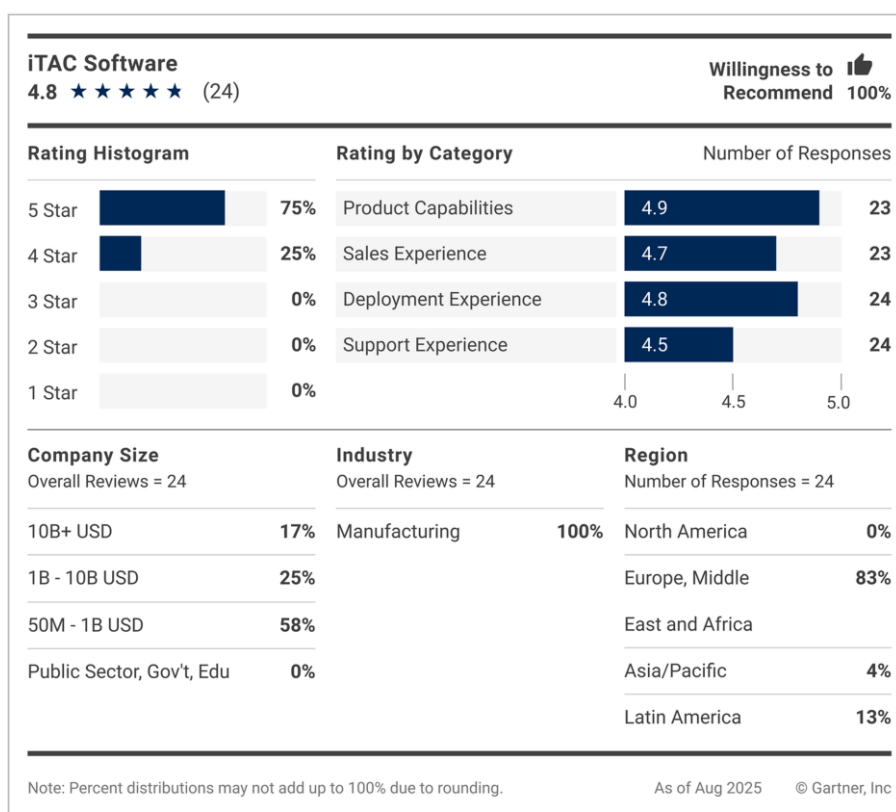 iTAC Software
4.8 ★ ★ ★ ★ ★ (24)
Willingness to
Recommend 100%
Rating Histogram
5 Star 75%
4 Star 25%
3 Star 0%
2 Star 0%
1 Star 0%
Rating by Category Number of Responses
Product Capabilities 4.9 23
Sales Experience 4.7 23
Deployment Experience 4.8 24
Support Experience 4.5 24
4.0 4.5 5.0
Company Size
Overall Reviews = 24
10B+ USD 17%
1B - 10B USD 25%
50M - 1B USD 58%
Public Sector, Gov't, Edu 0%
Industry
Overall Reviews = 24
Manufacturing 100%
Region
Number of Responses = 24
North America 0%
Europe, Middle 83%
East and Africa
Asia/Pacific 4%
Latin America 13%
Note: Percent distributions may not add up to 100% due to rounding. As of Aug 2025 © Gartner, Inc